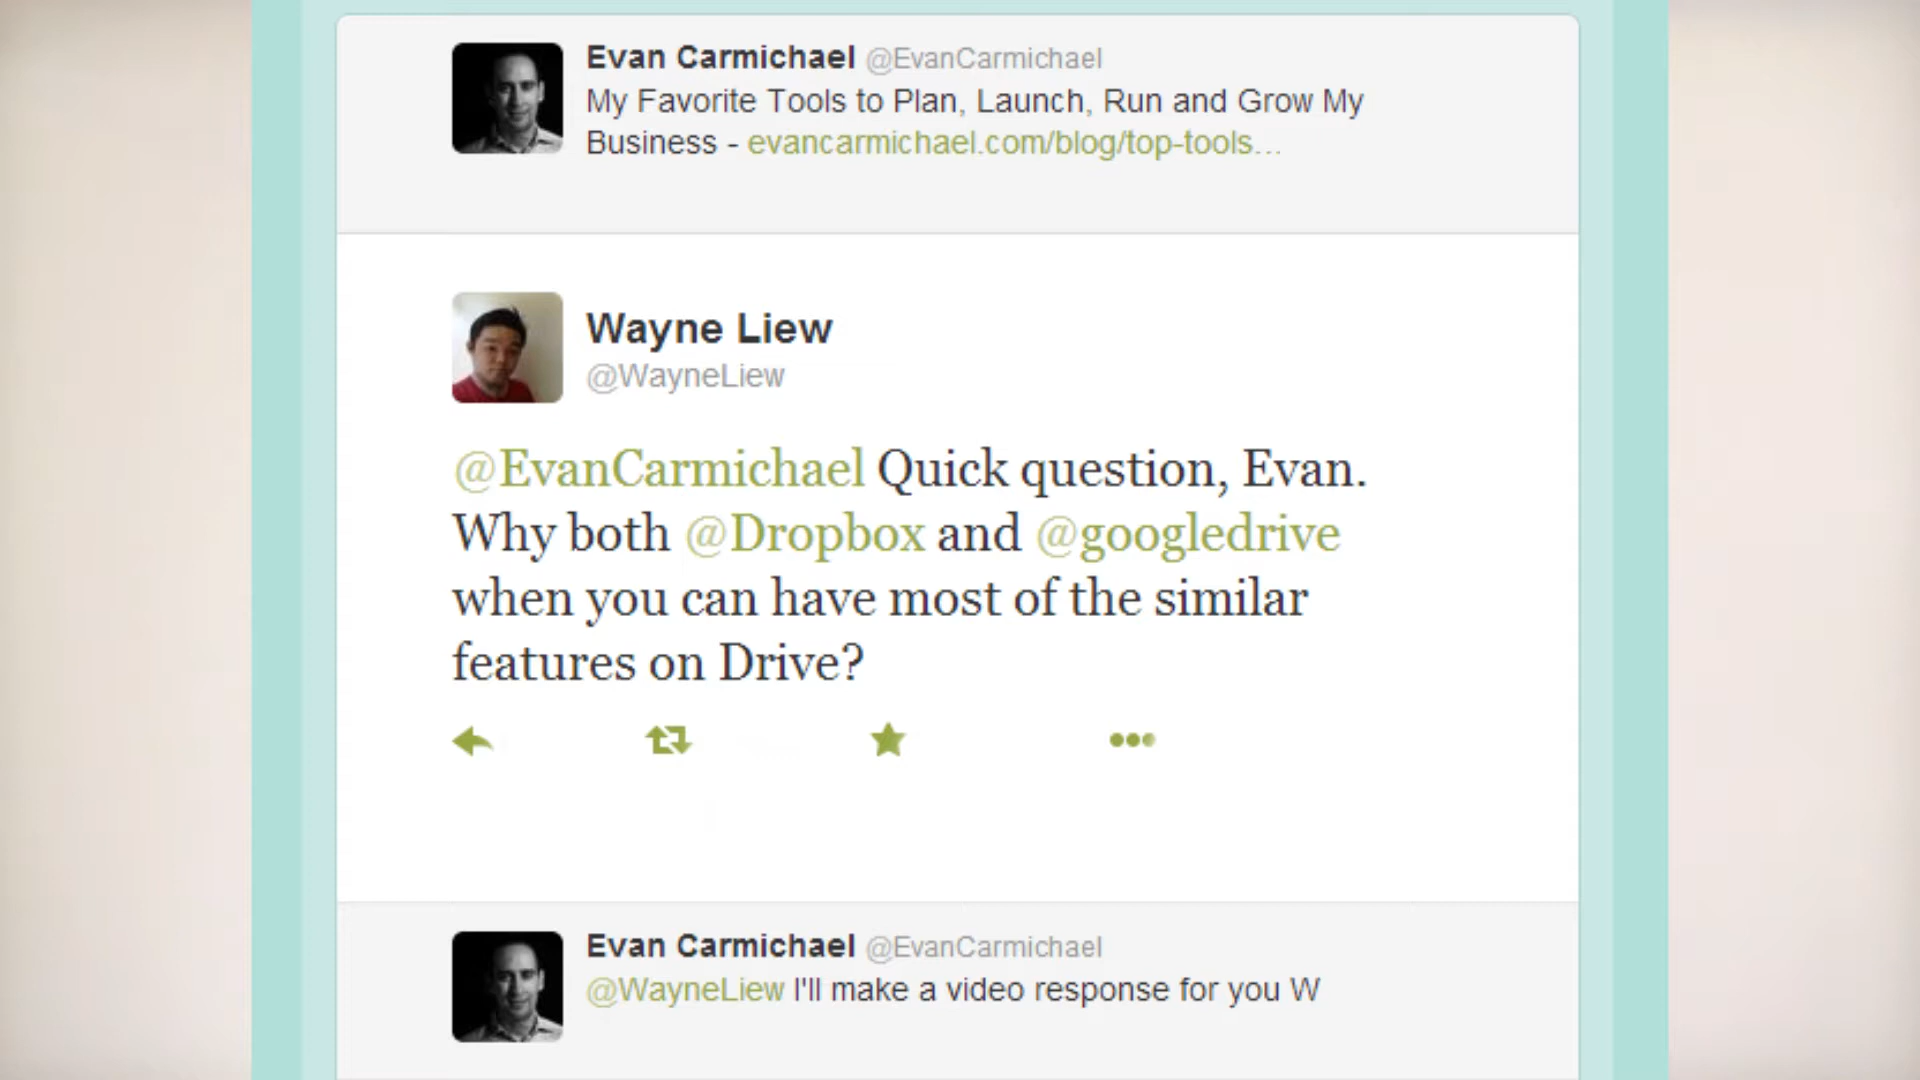 Evan Carmichael @EvanCarmichael
My Favorite Tools to Plan, Launch, Run and Grow My
Business - evancarmichael.com/blog/top-tools...
Wayne Liew
@WayneLiew
@EvanCarmichael Quick question, Evan.
Why both @Dropbox and @googledrive
when you can have most of the similar
features on Drive?
Evan Carmichael @EvanCarmichael
@WayneLiew I'll make a video response for you W